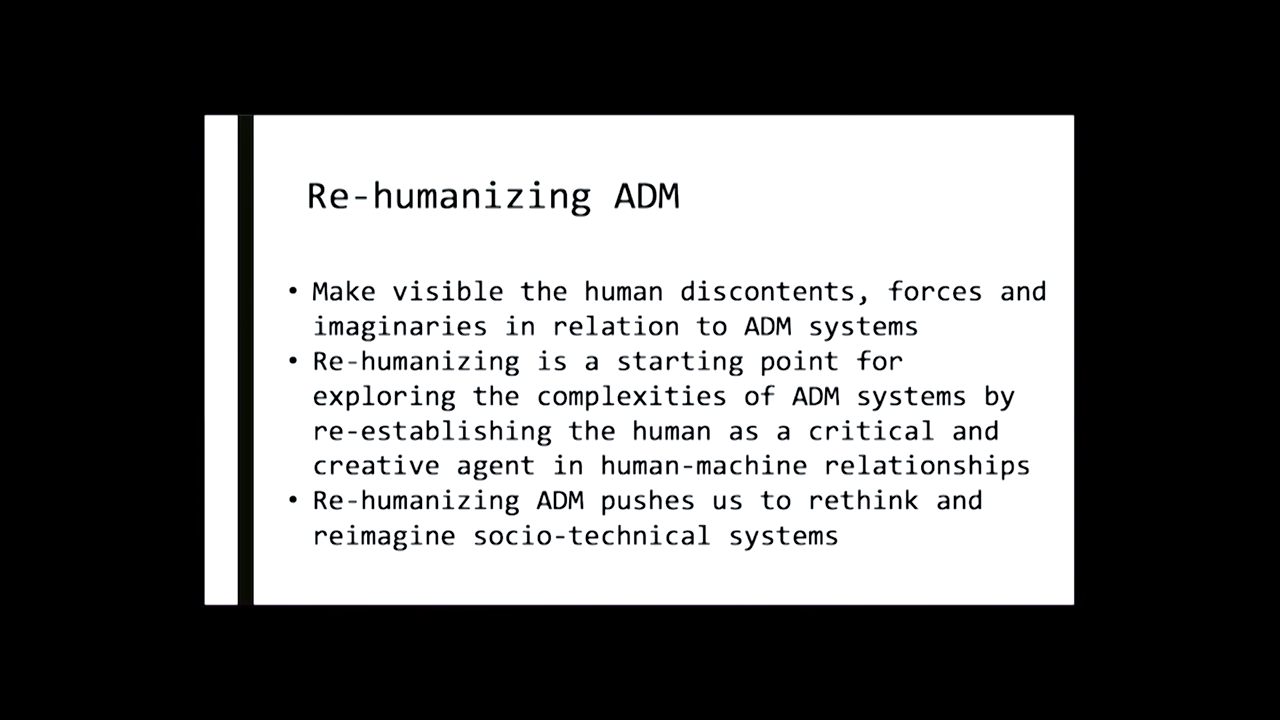 Re-humanizing ADM
• Make visible the human discontents, forces and
imaginaries in relation to ADM systems
• Re-humanizing is a starting point for
exploring the complexities of ADM systems by
re-establishing the human as a critical and
creative agent in human-machine relationships
• Re-humanizing ADM pushes us to rethink and
reimagine socio-technical systems